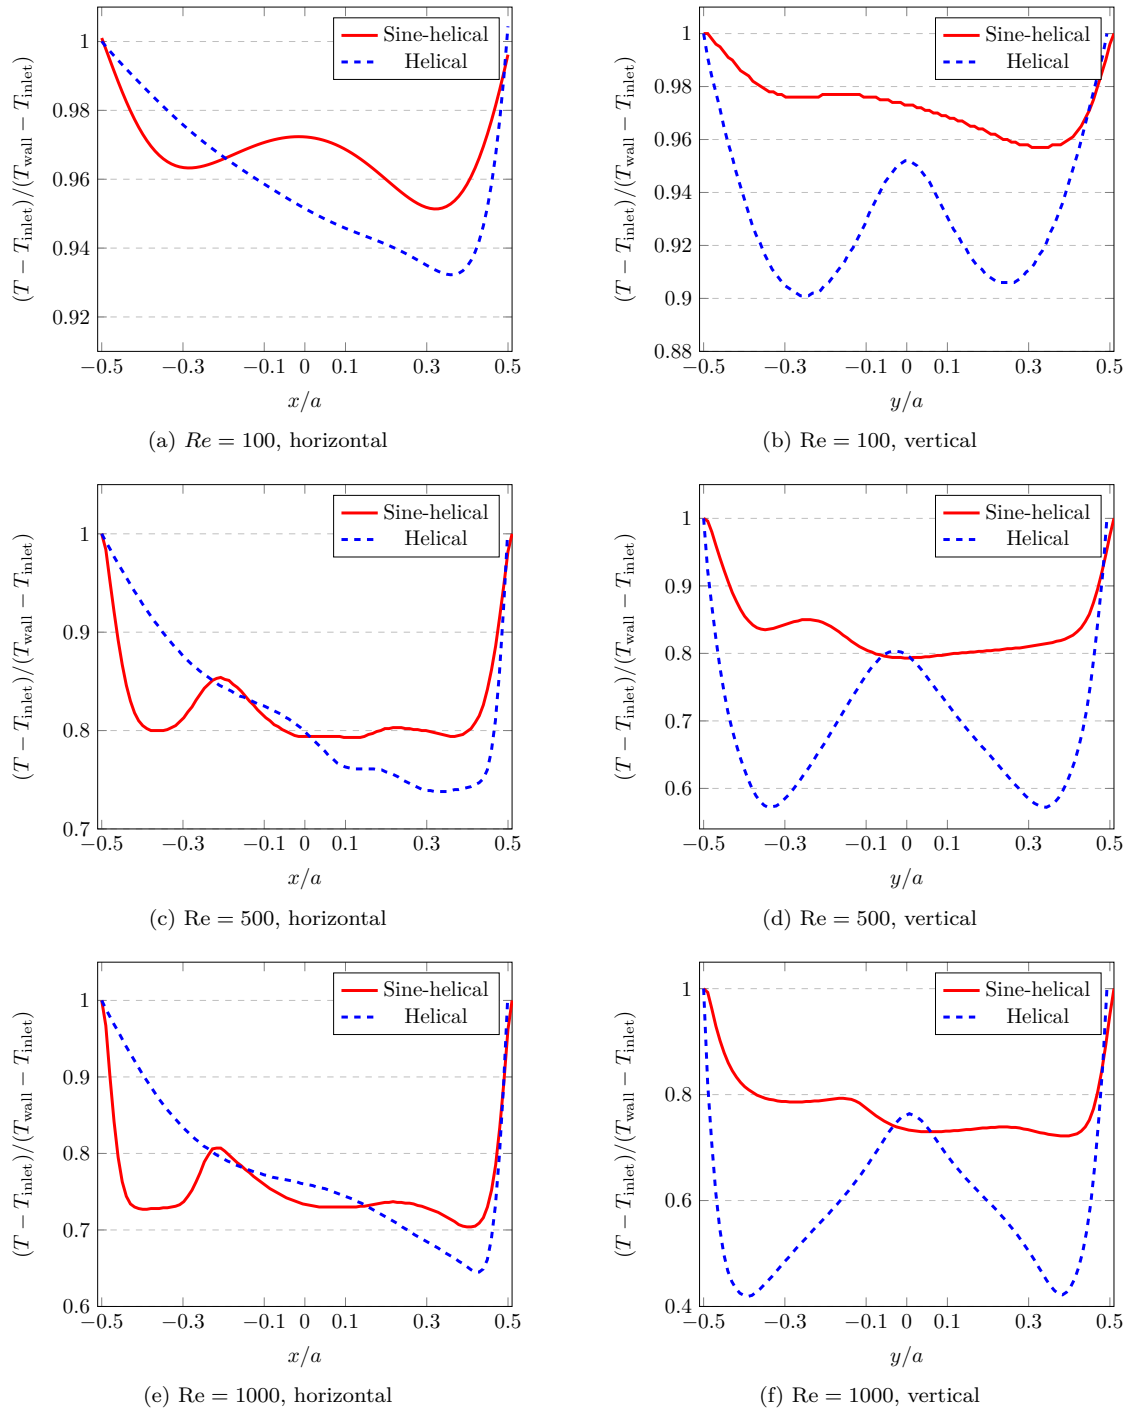 Sine-helical
Helical
1
0.98
0.96
0.94
0.92
(T − T_inlet)/(T_wall − T_inlet)
−0.5 −0.3 −0.1 0 0.1 0.3 0.5
x/a
(a) Re = 100, horizontal
Sine-helical
Helical
1
0.98
0.96
0.94
0.92
0.9
0.88
(T − T_inlet)/(T_wall − T_inlet)
−0.5 −0.3 −0.1 0 0.1 0.3 0.5
y/a
(b) Re = 100, vertical
Sine-helical
Helical
1
0.9
0.8
0.7
(T − T_inlet)/(T_wall − T_inlet)
−0.5 −0.3 −0.1 0 0.1 0.3 0.5
x/a
(c) Re = 500, horizontal
Sine-helical
Helical
1
0.9
0.8
0.7
0.6
(T − T_inlet)/(T_wall − T_inlet)
−0.5 −0.3 −0.1 0 0.1 0.3 0.5
y/a
(d) Re = 500, vertical
Sine-helical
Helical
1
0.9
0.8
0.7
0.6
(T − T_inlet)/(T_wall − T_inlet)
−0.5 −0.3 −0.1 0 0.1 0.3 0.5
x/a
(e) Re = 1000, horizontal
Sine-helical
Helical
1
0.8
0.6
0.4
(T − T_inlet)/(T_wall − T_inlet)
−0.5 −0.3 −0.1 0 0.1 0.3 0.5
y/a
(f) Re = 1000, vertical